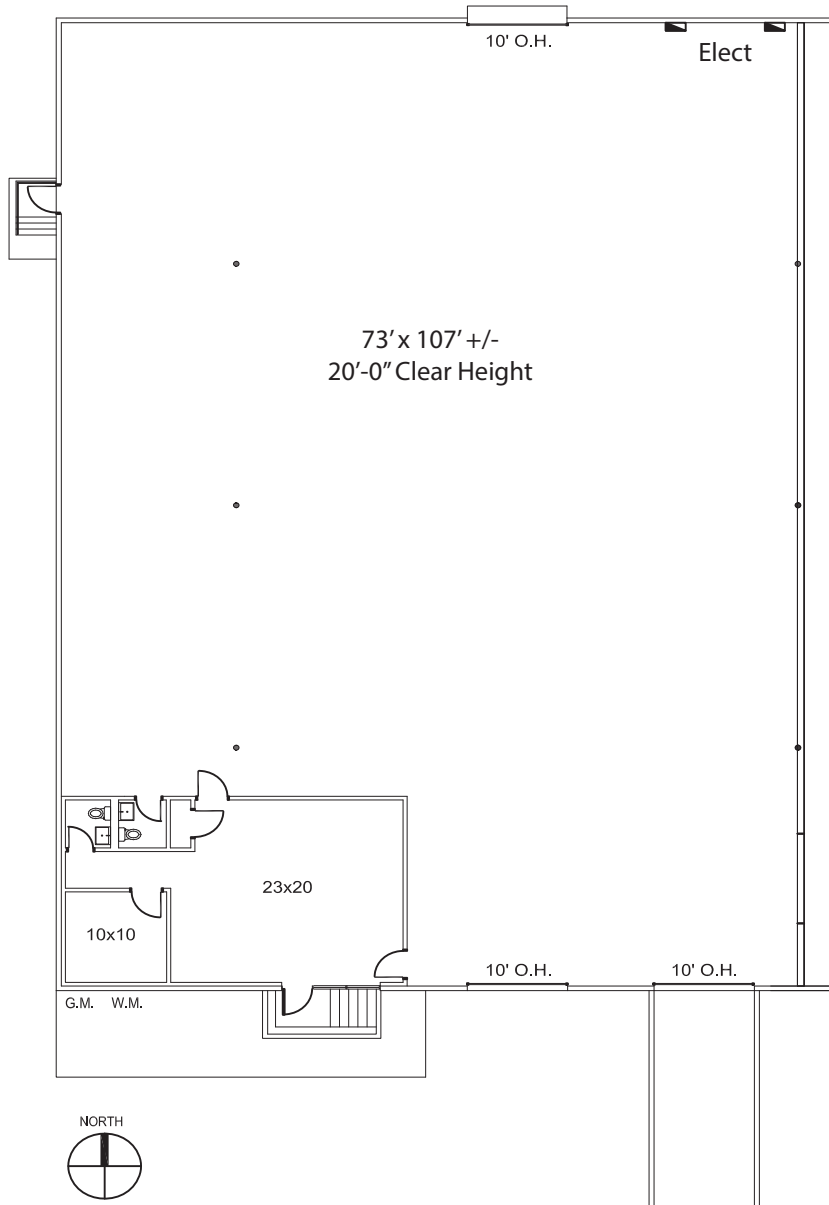 10' O.H.
Elect
73' x 107' +/-
20'-0" Clear Height
23x20
10x10
10' O.H.
10' O.H.
G.M. W.M.
NORTH